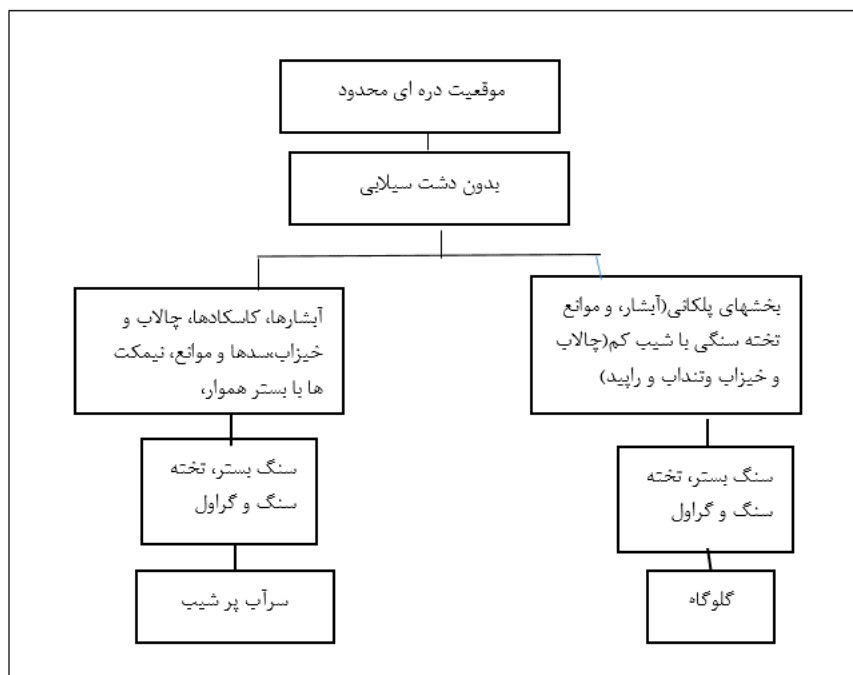 موقعیت دره ای محدود
بدون دشت سیلابی
بخشهای پلکانی(آبشار، و موانع
تخته سنگی با شیب کم(چالاب
و خیزاب وتنداب و راپید)
آبشارها، کاسکادها، چالاب و
خیزاب،سدها و موانع، نیمکت
ها با بستر هموار،
سنگ بستر، تخته
سنگ و گراول
سنگ بستر، تخته
سنگ و گراول
گلوگاه
سرآب پر شیب